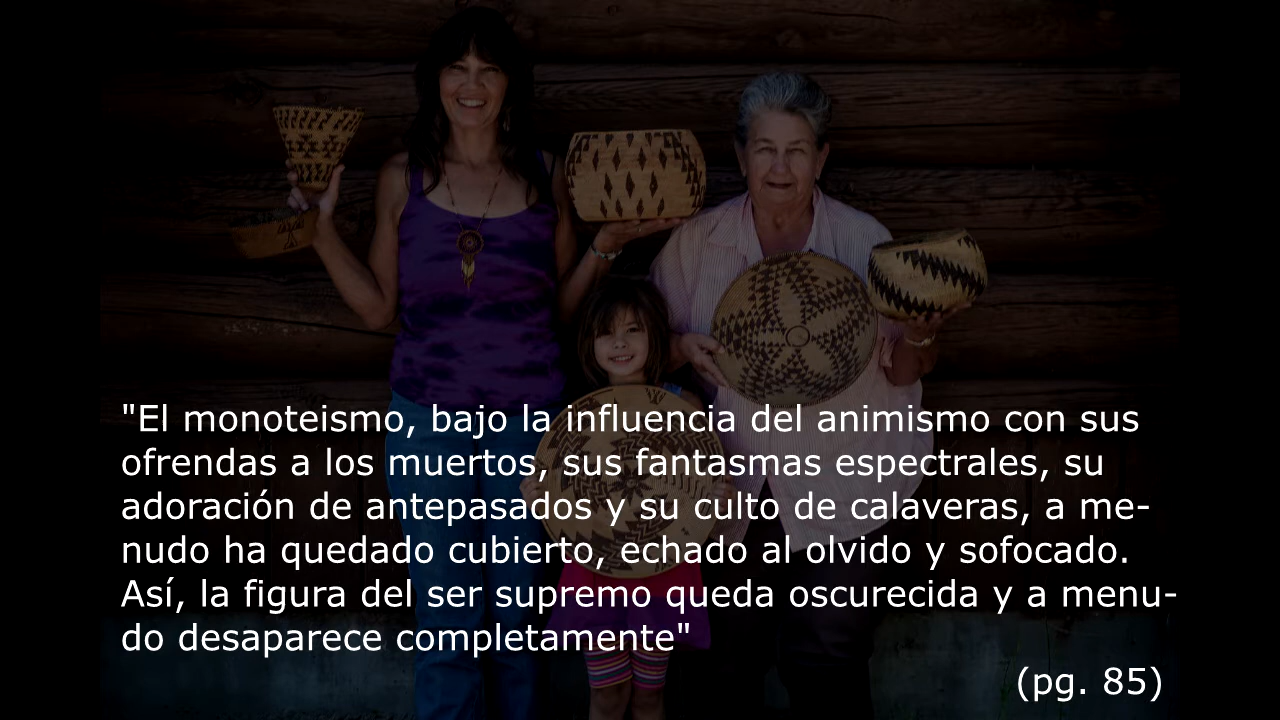 "El monoteismo, bajo la influencia del animismo con sus
ofrendas a los muertos, sus fantasmas espectrales, su
adoración de antepasados y su culto de calaveras, a me-
nudo ha quedado cubierto, echado al olvido y sofocado.
Así, la figura del ser supremo queda oscurecida y a menu-
do desaparece completamente"
(pg. 85)